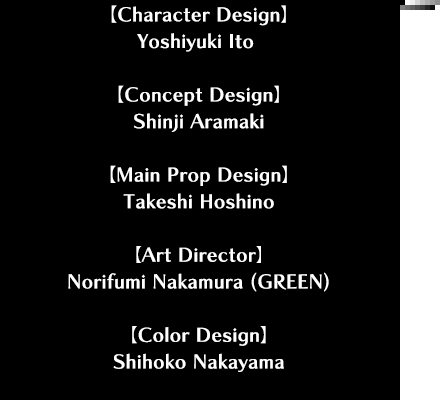 【Character Design】
Yoshiyuki Ito
【Concept Design】
Shinji Aramaki
【Main Prop Design】
Takeshi Hoshino
【Art Director】
Norifumi Nakamura (GREEN)
【Color Design】
Shihoko Nakayama